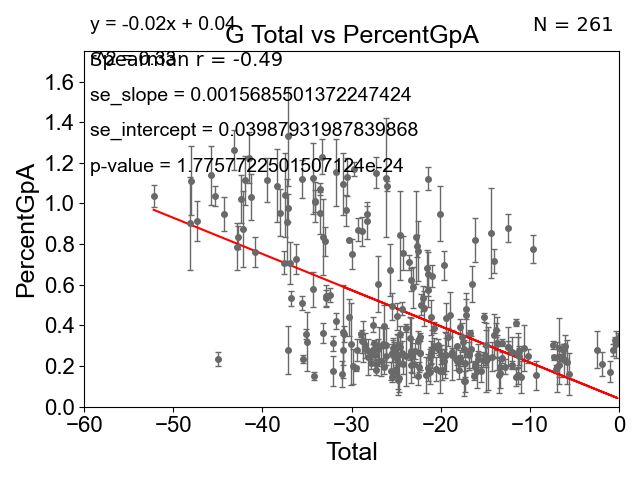 y = -0.02x + 0.04
N = 261
G Total vs PercentGpA
Spearman r = -0.49
se_slope = 0.0015685501372247424
se_intercept = 0.03987931987839868
p-value = 1.7757722501507124e-24
PercentGpA
1.6
1.4
1.2
1.0
0.8
0.6
0.4
0.2
0.0
−60 −50 −40 −30 −20 −10 0
Total